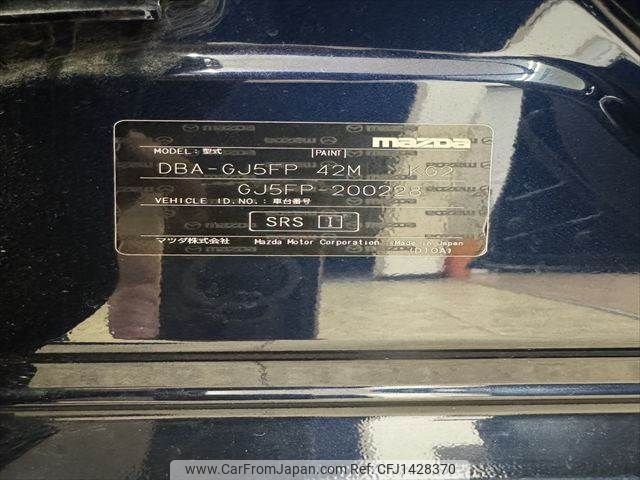 mazda
MODEL : 型式 PAINT
DBA-GJ5FP 42M KG2
GJ5FP-200228
VEHICLE ID.NO.: 車台番号
SRS I
マツダ株式会社 Mazda Motor Corporation Made in Japan
(D10A)
www.CarFromJapan.com | Ref:CFJ1428370